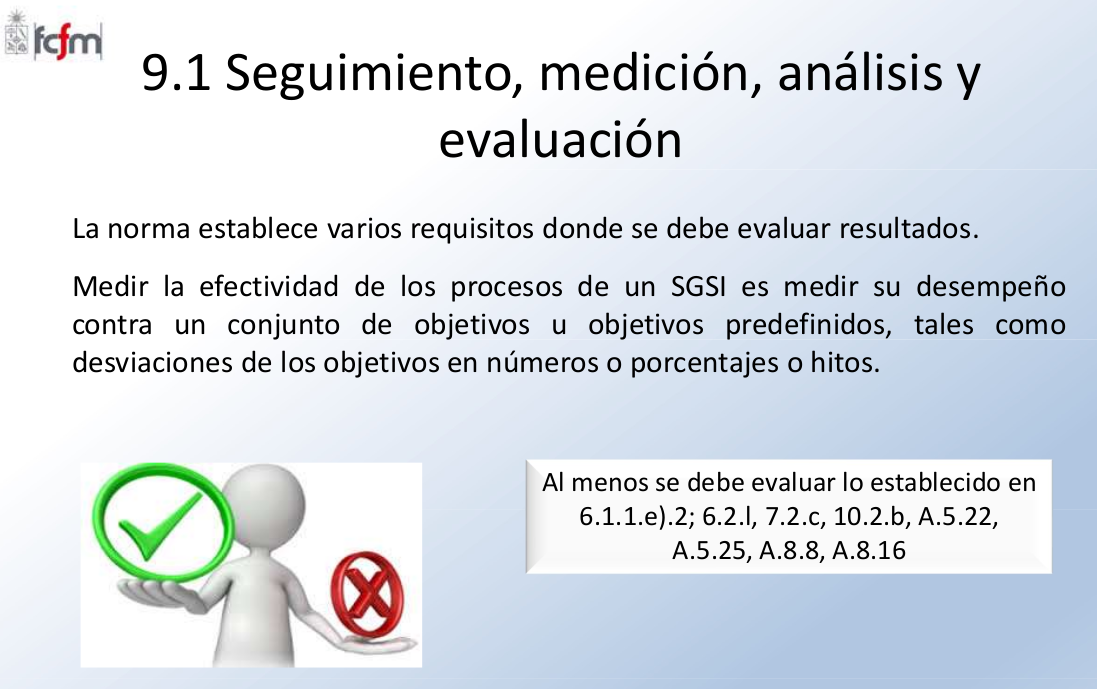 fcfm
9.1 Seguimiento, medición, análisis y
evaluación
La norma establece varios requisitos donde se debe evaluar resultados.
Medir la efectividad de los procesos de un SGSI es medir su desempeño
contra un conjunto de objetivos u objetivos predefinidos, tales como
desviaciones de los objetivos en números o porcentajes o hitos.
Al menos se debe evaluar lo establecido en
6.1.1.e).2; 6.2.l, 7.2.c, 10.2.b, A.5.22,
A.5.25, A.8.8, A.8.16